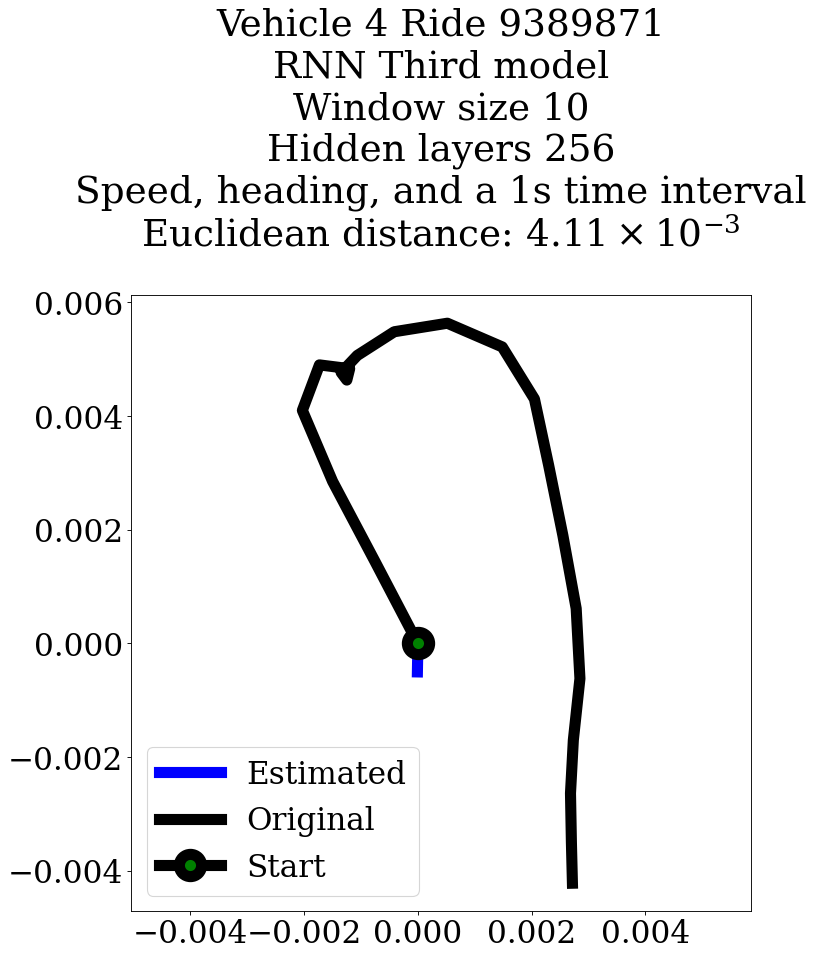 Vehicle 4 Ride 9389871
RNN Third model
Window size 10
Hidden layers 256
Speed, heading, and a 1s time interval
Euclidean distance: 4.11 × 10⁻³
0.006
0.004
0.002
0.000
−0.002
−0.004
Estimated
Original
Start
−0.004 −0.002 0.000 0.002 0.004